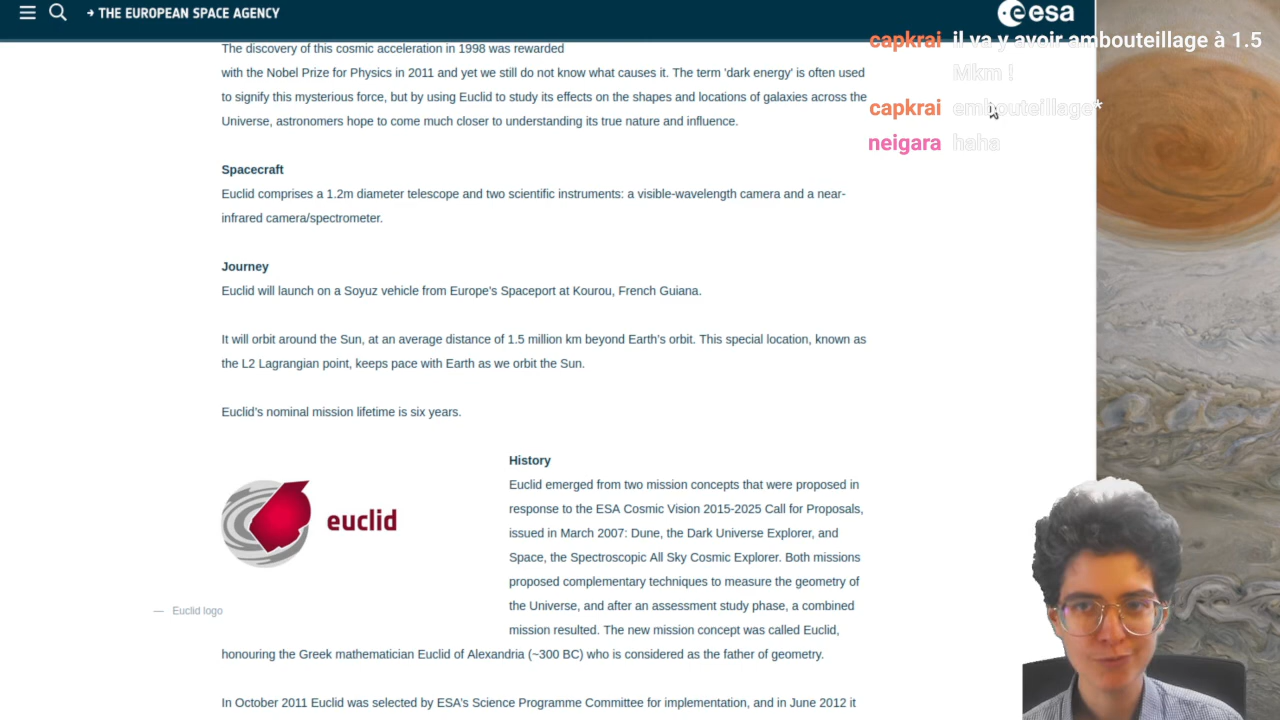 → THE EUROPEAN SPACE AGENCY
esa
The discovery of this cosmic acceleration in 1998 was rewarded
with the Nobel Prize for Physics in 2011 and yet we still do not know what causes it. The term 'dark energy' is often used
to signify this mysterious force, but by using Euclid to study its effects on the shapes and locations of galaxies across the
Universe, astronomers hope to come much closer to understanding its true nature and influence.
Spacecraft
Euclid comprises a 1.2m diameter telescope and two scientific instruments: a visible-wavelength camera and a near-
infrared camera/spectrometer.
Journey
Euclid will launch on a Soyuz vehicle from Europe's Spaceport at Kourou, French Guiana.
It will orbit around the Sun, at an average distance of 1.5 million km beyond Earth's orbit. This special location, known as
the L2 Lagrangian point, keeps pace with Earth as we orbit the Sun.
Euclid's nominal mission lifetime is six years.
euclid
— Euclid logo
History
Euclid emerged from two mission concepts that were proposed in
response to the ESA Cosmic Vision 2015-2025 Call for Proposals,
issued in March 2007: Dune, the Dark Universe Explorer, and
Space, the Spectroscopic All Sky Cosmic Explorer. Both missions
proposed complementary techniques to measure the geometry of
the Universe, and after an assessment study phase, a combined
mission resulted. The new mission concept was called Euclid,
honouring the Greek mathematician Euclid of Alexandria (~300 BC) who is considered as the father of geometry.
In October 2011 Euclid was selected by ESA's Science Programme Committee for implementation, and in June 2012 it
capkrai il va y avoir ambouteillage à 1.5
Mkm !
capkrai embouteillage*
neigara haha